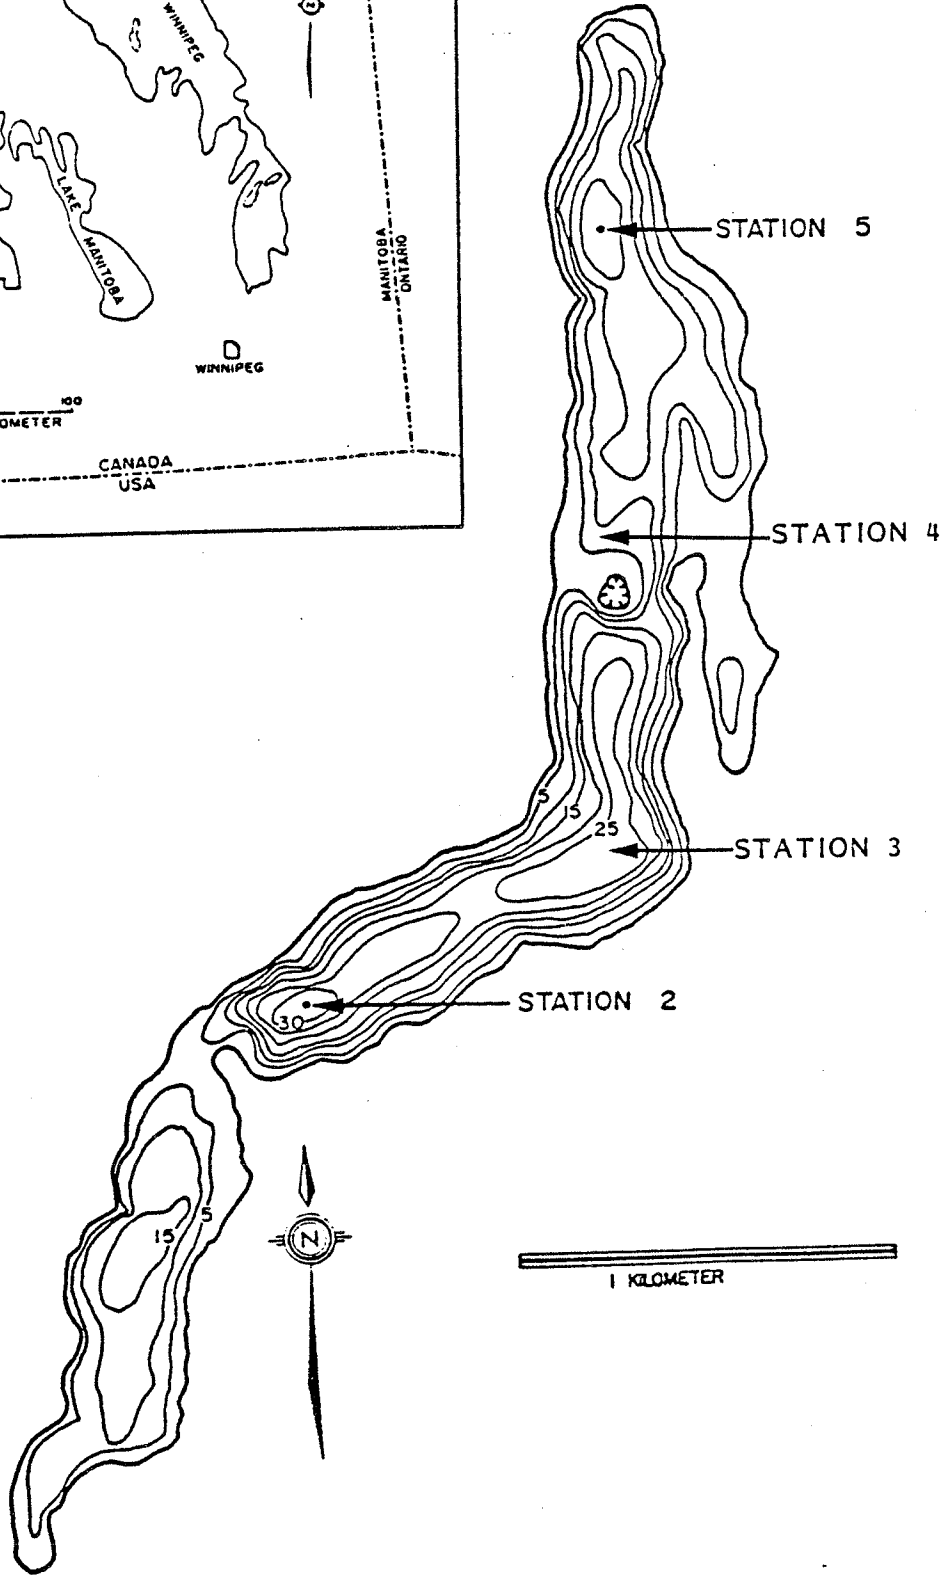 WINNIPEG
LAKE
MANITOBA
MANITOBA
ONTARIO
WINNIPEG
100
OMETER
CANADA
USA
STATION 5
STATION 4
5
15
25
STATION 3
30
STATION 2
5
15
N
1 KILOMETER